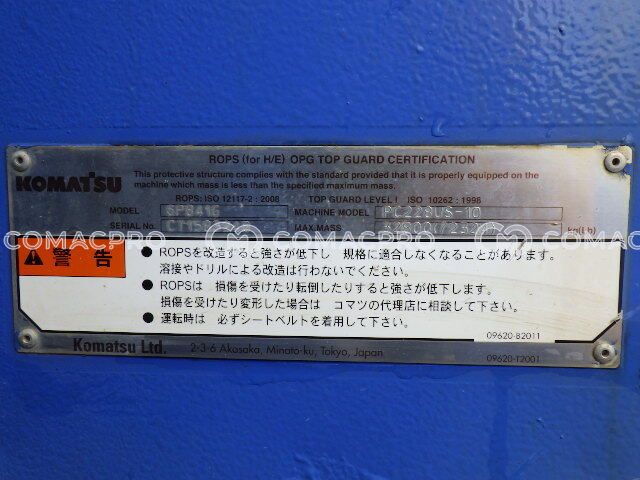 ROPS (for H/E) OPG TOP GUARD CERTIFICATION
This protective structure complies with the standard provided that it is properly equipped on the
machine which mass is less than the specified maximum mass.
KOMATSU
ROPS: ISO 12117-2 : 2008 TOP GUARD LEVEL I ISO 10262 : 1998
MODEL SP8416 MACHINE MODEL PC228US-10
SERIAL No. MAX.MASS kg(lb)
COMACPRO COMACPRO COMACPRO
警告
● ROPSを改造すると強さが低下し 規格に適合しなくなることがあります。
溶接やドリルによる改造は行わないでください。
● ROPSは 損傷を受けたり転倒したりすると強さが低下します。
損傷を受けたり変形した場合は コマツの代理店に相談して下さい。
● 運転時は 必ずシートベルトを着用して下さい。
09620-B2011
Komatsu Ltd. 2-3-6 Akasaka, Minato-ku, Tokyo, Japan 09620-T2001